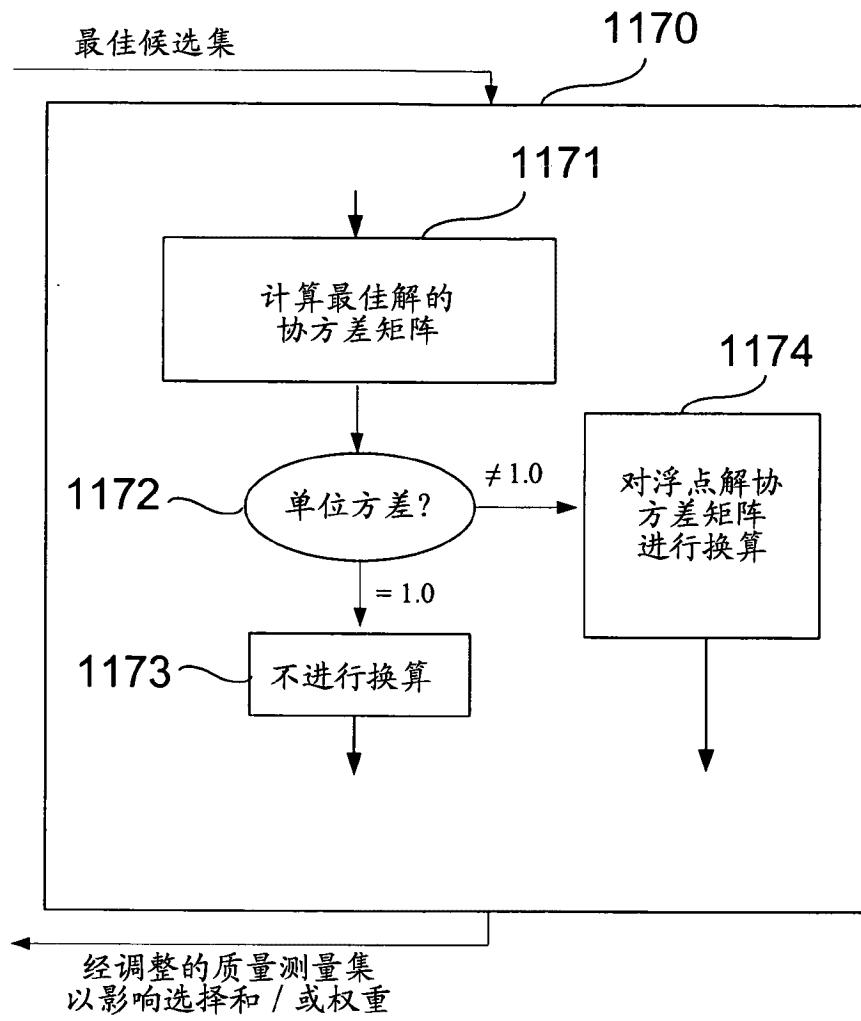 最佳候选集
1170
1171
计算最佳解的
协方差矩阵
1174
1172
单位方差?
≠ 1.0
对浮点解协
方差矩阵
进行换算
= 1.0
1173
不进行换算
经调整的质量测量集
以影响选择和 / 或权重